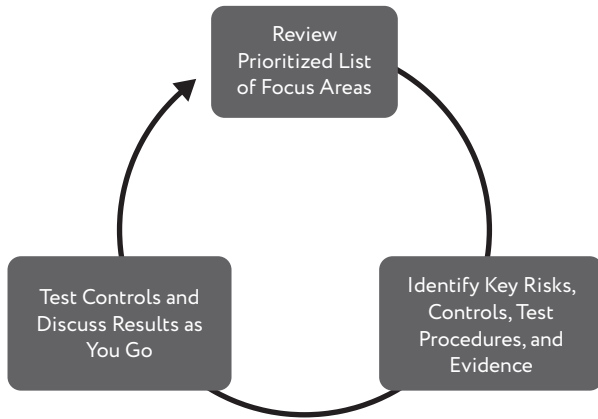 Review
Prioritized List
of Focus Areas
Identify Key Risks,
Controls, Test
Procedures, and
Evidence
Test Controls and
Discuss Results as
You Go